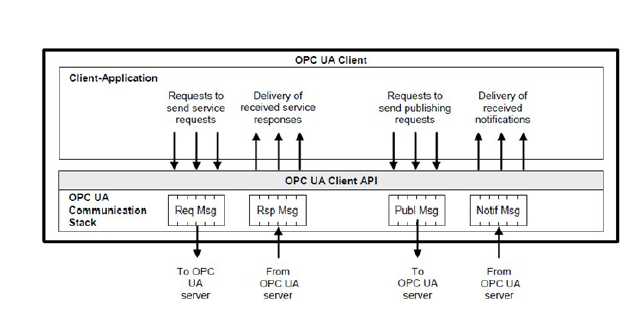 OPC UA Client
Client-Application
Requests to
send service
requests
Delivery of
received service
responses
Requests to
send publishing
requests
Delivery of
received
notifications
OPC UA Client API
OPC UA
Communication
Stack
Req Msg
Rsp Msg
Publ Msg
Notif Msg
To OPC
UA
server
From
OPC UA
server
To
OPC UA
server
From
OPC UA
server